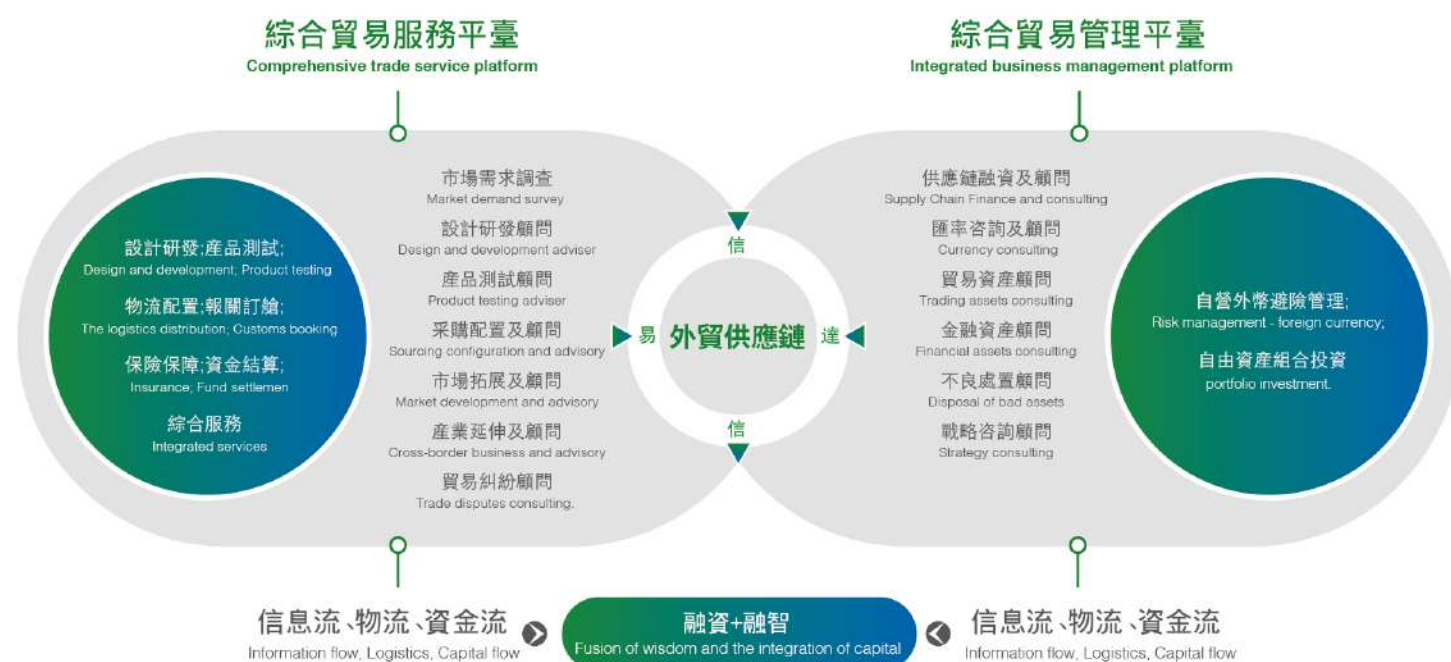 綜合貿易服務平臺
Comprehensive trade service platform
綜合貿易管理平臺
Integrated business management platform
設計研發;產品測試;
Design and development; Product testing
物流配置;報關訂艙;
The logistics distribution; Customs booking
保險保障;資金結算;
Insurance; Fund settlemen
綜合服務
Integrated services
市場需求調查
Market demand survey
設計研發顧問
Design and development adviser
產品測試顧問
Product testing adviser
采購配置及顧問
Sourcing configuration and advisory
市場拓展及顧問
Market development and advisory
產業延伸及顧問
Cross-border business and advisory
貿易糾紛顧問
Trade disputes consulting.
信
易
外貿供應鏈
達
信
供應鏈融資及顧問
Supply Chain Finance and consulting
匯率咨詢及顧問
Currency consulting
貿易資產顧問
Trading assets consulting
金融資產顧問
Financial assets consulting
不良處置顧問
Disposal of bad assets
戰略咨詢顧問
Strategy consulting
自營外幣避險管理;
Risk management - foreign currency;
自由資產組合投資
portfolio investment.
信息流、物流、資金流
Information flow, Logistics, Capital flow
融資+融智
Fusion of wisdom and the integration of capital
信息流、物流、資金流
Information flow, Logistics, Capital flow